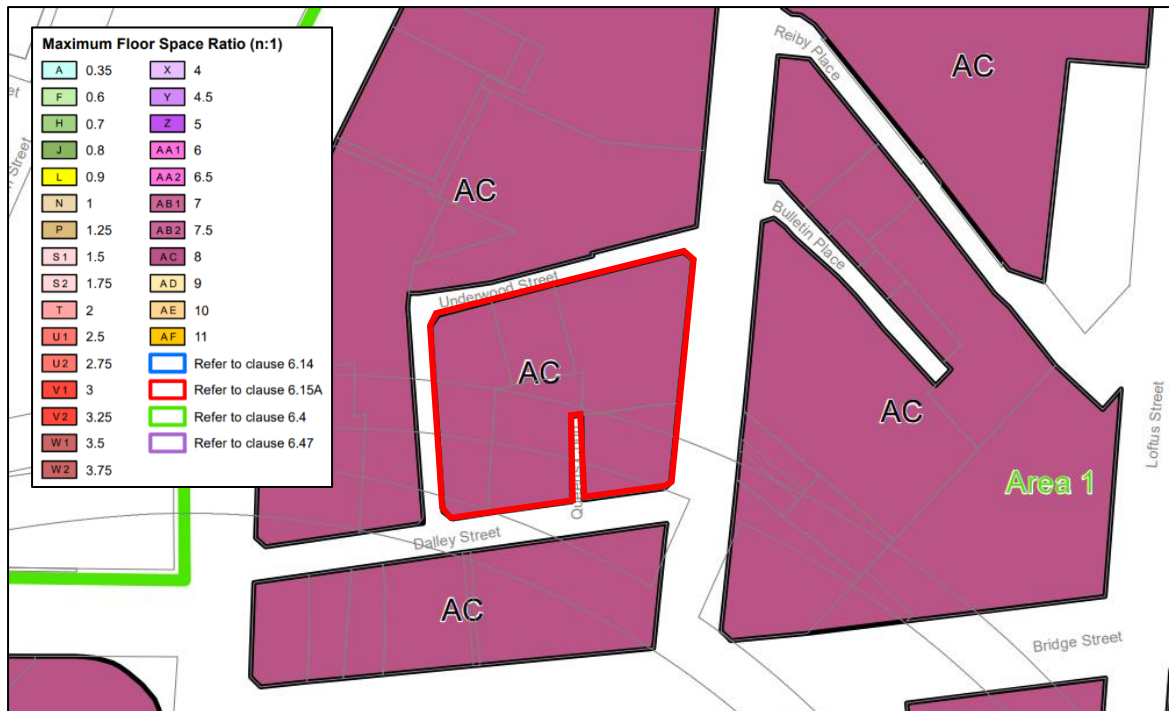 Maximum Floor Space Ratio (n:1)
A 0.35
F 0.6
H 0.7
J 0.8
L 0.9
N 1
P 1.25
S1 1.5
S2 1.75
T 2
U1 2.5
U2 2.75
V1 3
V2 3.25
W1 3.5
W2 3.75
X 4
Y 4.5
Z 5
AA1 6
AA2 6.5
AB1 7
AB2 7.5
AC 8
AD 9
AE 10
AF 11
Refer to clause 6.14
Refer to clause 6.15A
Refer to clause 6.4
Refer to clause 6.47
Reiby Place
AC
AC
Bulletin Place
Underwood Street
AC
AC
Loftus Street
Area 1
Queens
Dalley Street
AC
Bridge Street